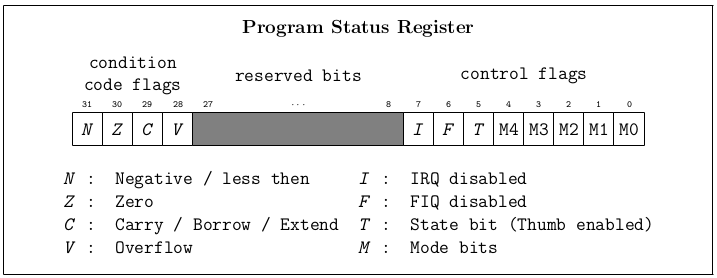 Program Status Register
condition
code flags
reserved bits
control flags
31 30 29 28 27 ... 8 7 6 5 4 3 2 1 0
N Z C V I F T M4 M3 M2 M1 M0
N : Negative / less then I : IRQ disabled
Z : Zero F : FIQ disabled
C : Carry / Borrow / Extend T : State bit (Thumb enabled)
V : Overflow M : Mode bits